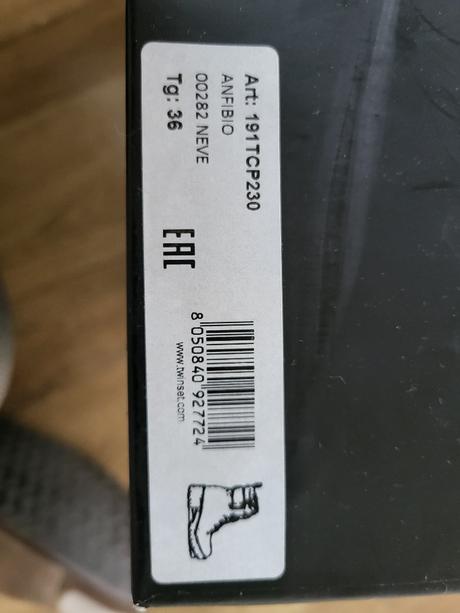 Art: 191TCP230
ANFIBIO
00282 NEVE
Tg: 36
EAC
8 050840 927724
www.twinset.com